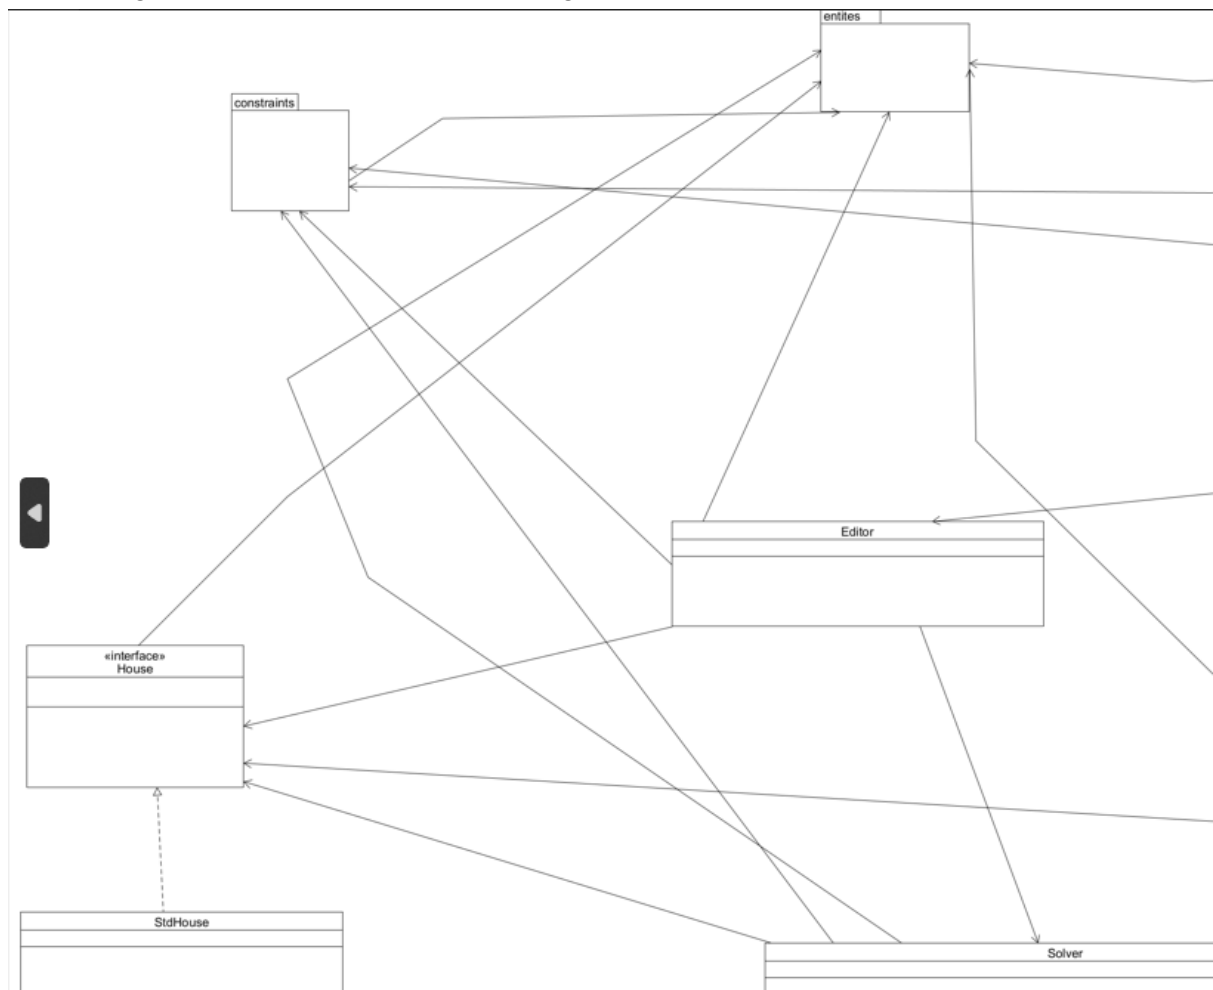 entites
constraints
Editor
«interface»
House
StdHouse
Solver